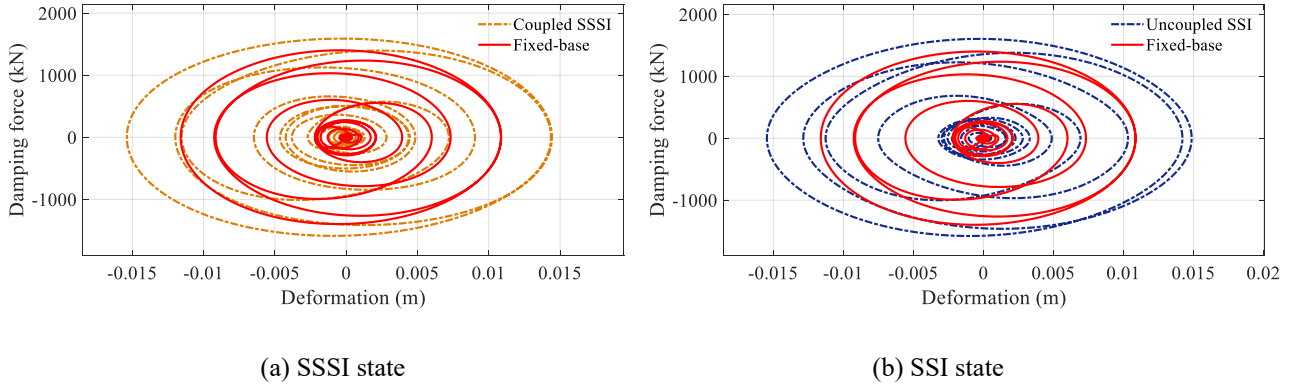 2000
1000
0
-1000
Damping force (kN)
Coupled SSSI
Fixed-base
-0.015 -0.01 -0.005 0 0.005 0.01 0.015
Deformation (m)
(a) SSSI state
2000
1000
0
-1000
Damping force (kN)
Uncoupled SSI
Fixed-base
-0.015 -0.01 -0.005 0 0.005 0.01 0.015 0.02
Deformation (m)
(b) SSI state